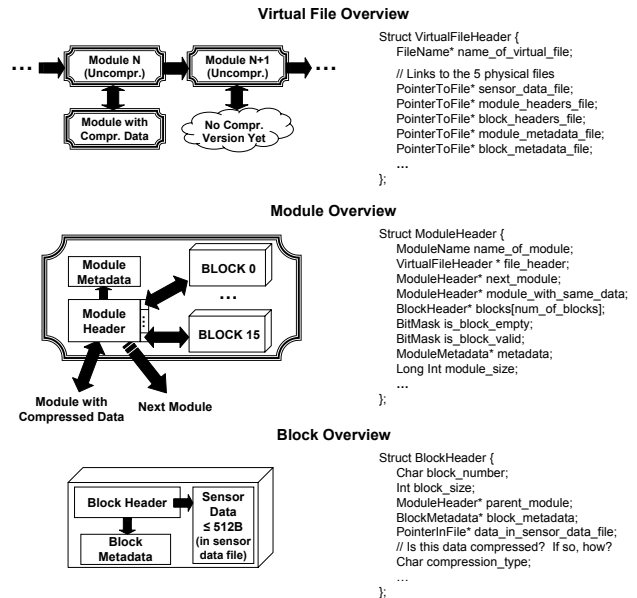 Virtual File Overview
... Module N
(Uncompr.)
Module N+1
(Uncompr.)
...
Module with
Compr. Data
No Compr.
Version Yet
Struct VirtualFileHeader {
FileName* name_of_virtual_file;
// Links to the 5 physical files
PointerToFile* sensor_data_file;
PointerToFile* module_headers_file;
PointerToFile* block_headers_file;
PointerToFile* module_metadata_file;
PointerToFile* block_metadata_file;
...
};
Module Overview
Module
Metadata
Module
Header
BLOCK 0
...
BLOCK 15
Module with
Compressed Data
Next Module
Struct ModuleHeader {
ModuleName name_of_module;
VirtualFileHeader * file_header;
ModuleHeader* next_module;
ModuleHeader* module_with_same_data;
BlockHeader* blocks[num_of_blocks];
BitMask is_block_empty;
BitMask is_block_valid;
ModuleMetadata* metadata;
Long Int module_size;
...
};
Block Overview
Block Header
Block
Metadata
Sensor
Data
≤ 512B
(in sensor
data file)
Struct BlockHeader {
Char block_number;
Int block_size;
ModuleHeader* parent_module;
BlockMetadata* block_metadata;
PointerInFile* data_in_sensor_data_file;
// Is this data compressed? If so, how?
Char compression_type;
...
};